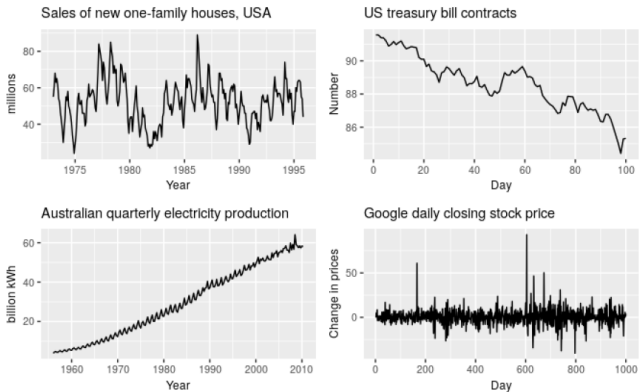 Sales of new one-family houses, USA
millions
80
60
40
1975 1980 1985 1990 1995
Year
US treasury bill contracts
Number
90
88
86
0 20 40 60 80 100
Day
Australian quarterly electricity production
billion kWh
60
40
20
1960 1970 1980 1990 2000 2010
Year
Google daily closing stock price
Change in prices
50
0
0 200 400 600 800 1000
Day